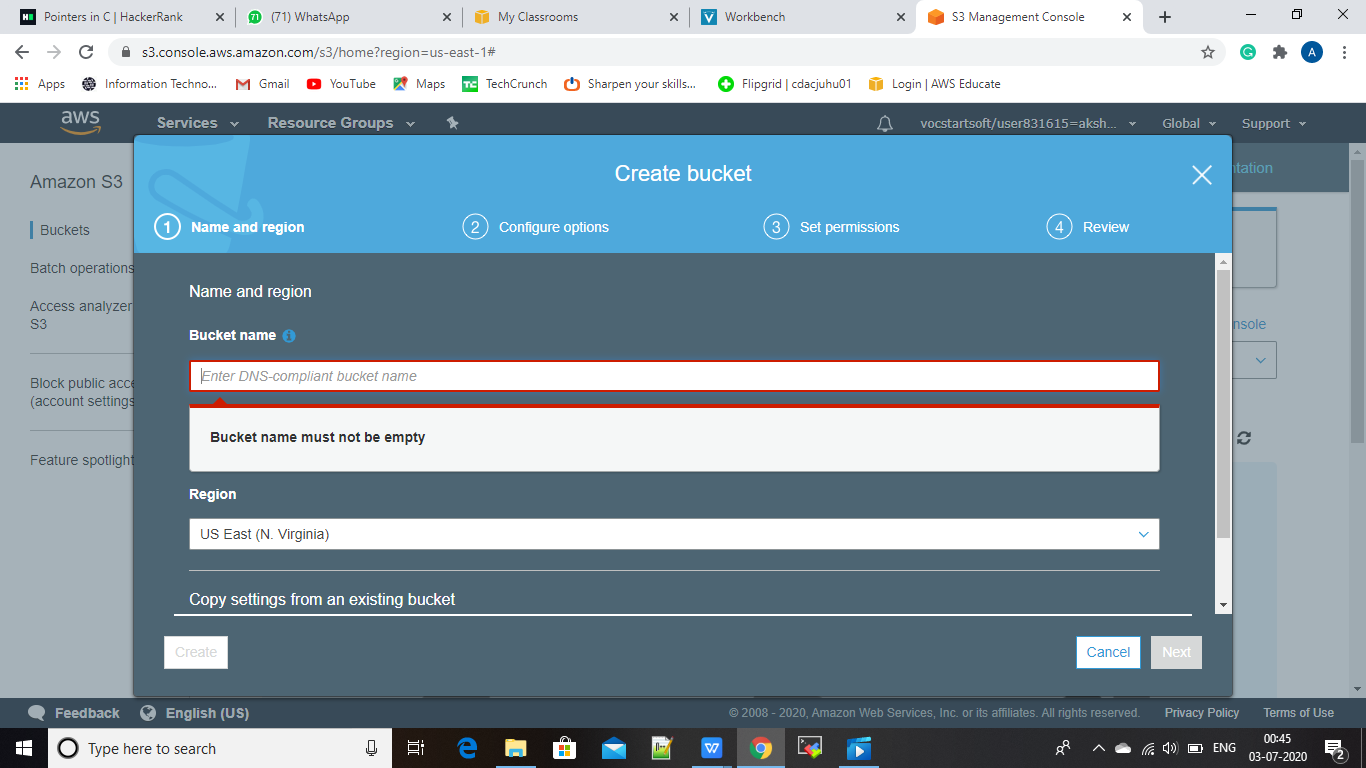 Pointers in C | HackerRank
(71) WhatsApp
My Classrooms
Workbench
S3 Management Console
s3.console.aws.amazon.com/s3/home?region=us-east-1#
G
A
Apps
Information Techno...
Gmail
YouTube
Maps
TechCrunch
Sharpen your skills...
Flipgrid | cdacjuhu01
Login | AWS Educate
aws
Services
Resource Groups
vocstartsoft/user831615=aksh...
Global
Support
Amazon S3
Buckets
Batch operations
Access analyzer
S3
Block public acce
(account settings
Feature spotlight
Create bucket
1 Name and region
2 Configure options
3 Set permissions
4 Review
ntation
nsole
Name and region
Bucket name
Enter DNS-compliant bucket name
Bucket name must not be empty
Region
US East (N. Virginia)
Copy settings from an existing bucket
Create
Cancel
Next
Feedback
English (US)
© 2008 - 2020, Amazon Web Services, Inc. or its affiliates. All rights reserved.
Privacy Policy
Terms of Use
Type here to search
ENG
00:45
03-07-2020
2